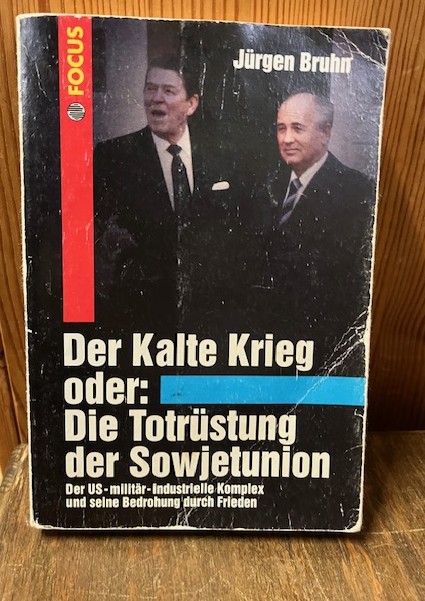 FOCUS
Jürgen Bruhn
Der Kalte Krieg
oder:
Die Totrüstung
der Sowjetunion
Der US-militär-Industrielle Komplex
und seine Bedrohung durch Frieden